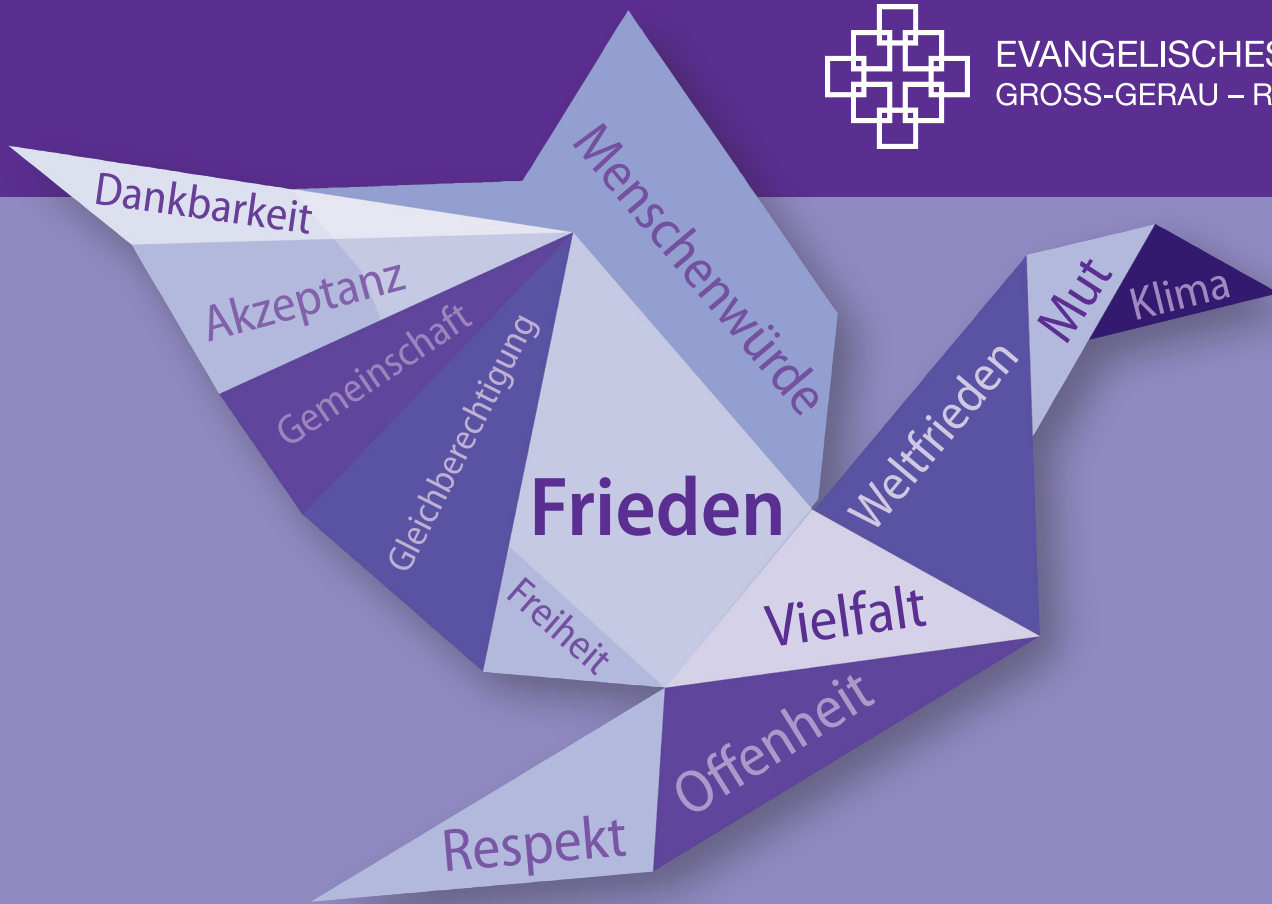 EVANGELISCHES
GROSS-GERAU – R
Menschenwürde
Dankbarkeit
Akzeptanz
Gemeinschaft
Gleichberechtigung
Frieden
Freiheit
Weltfrieden
Mut
Klima
Vielfalt
Offenheit
Respekt